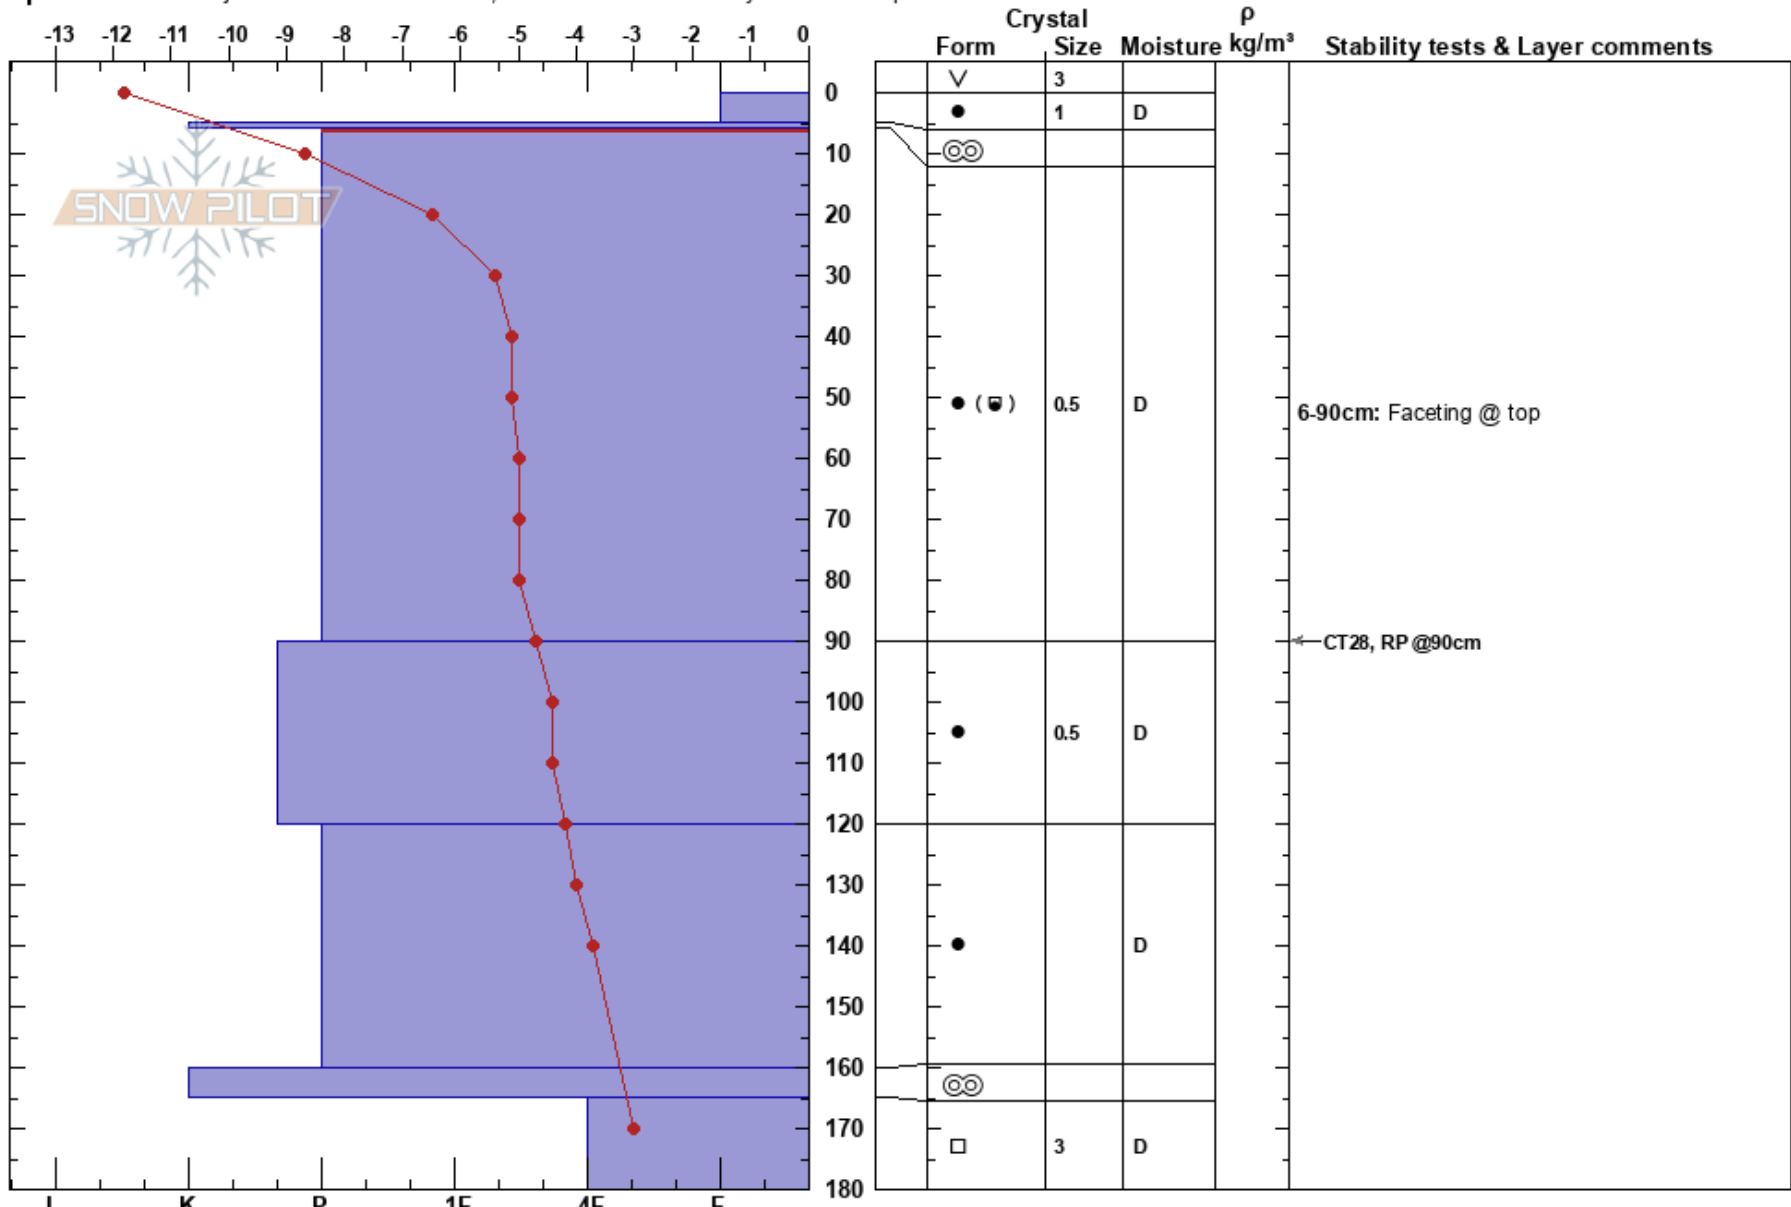 Crystal
ρ
-13 -12 -11 -10 -9 -8 -7 -6 -5 -4 -3 -2 -1 0
Form Size Moisture kg/m³ Stability tests & Layer comments
3
0
1 D
10
SNOW PILOT
20
30
40
50
0.5 D
6-90cm: Faceting @ top
60
70
80
90
CT28, RP @90cm
100
0.5 D
110
120
130
140
D
150
160
170
3 D
180
I K P 1F 4F F